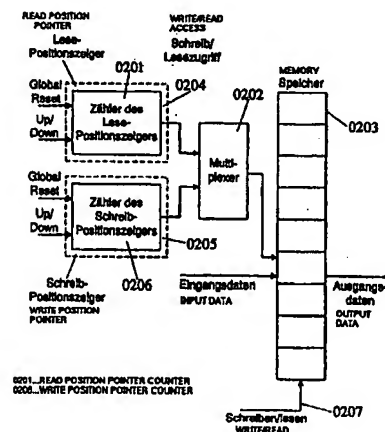 READ POSITION
POINTER
Lese-
Positionszeiger
WRITE/READ
ACCESS
Schreib/
Lesezugriff
0201
0204
0202
MEMORY
Speicher
0203
Global
Reset
Up/
Down
Zähler des
Lese-
Positionszeigers
Multi-
plexer
Global
Reset
Up/
Down
Zähler des
Schreib-
Positionszeigers
0205
0206
Schreib-
Positionszeiger
WRITE POSITION
POINTER
Eingangsdaten
INPUT DATA
Ausgangs-
daten
OUTPUT
DATA
0201...READ POSITION POINTER COUNTER
0206...WRITE POSITION POINTER COUNTER
Schreiben/lesen
WRITE/READ
0207